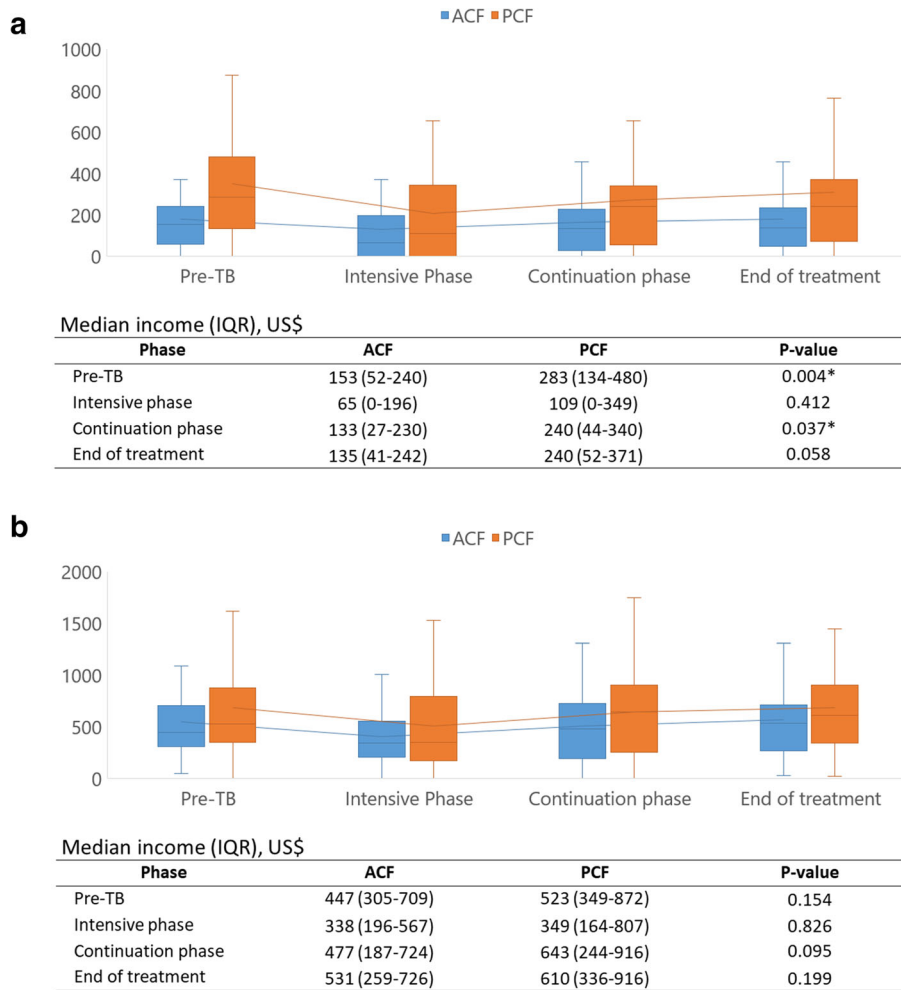 a
ACF PCF
1000
800
600
400
200
0
Pre-TB Intensive Phase Continuation phase End of treatment
Median income (IQR), US$
Phase ACF PCF P-value
Pre-TB 153 (52-240) 283 (134-480) 0.004*
Intensive phase 65 (0-196) 109 (0-349) 0.412
Continuation phase 133 (27-230) 240 (44-340) 0.037*
End of treatment 135 (41-242) 240 (52-371) 0.058
b
ACF PCF
2000
1500
1000
500
0
Pre-TB Intensive Phase Continuation phase End of treatment
Median income (IQR), US$
Phase ACF PCF P-value
Pre-TB 447 (305-709) 523 (349-872) 0.154
Intensive phase 338 (196-567) 349 (164-807) 0.826
Continuation phase 477 (187-724) 643 (244-916) 0.095
End of treatment 531 (259-726) 610 (336-916) 0.199